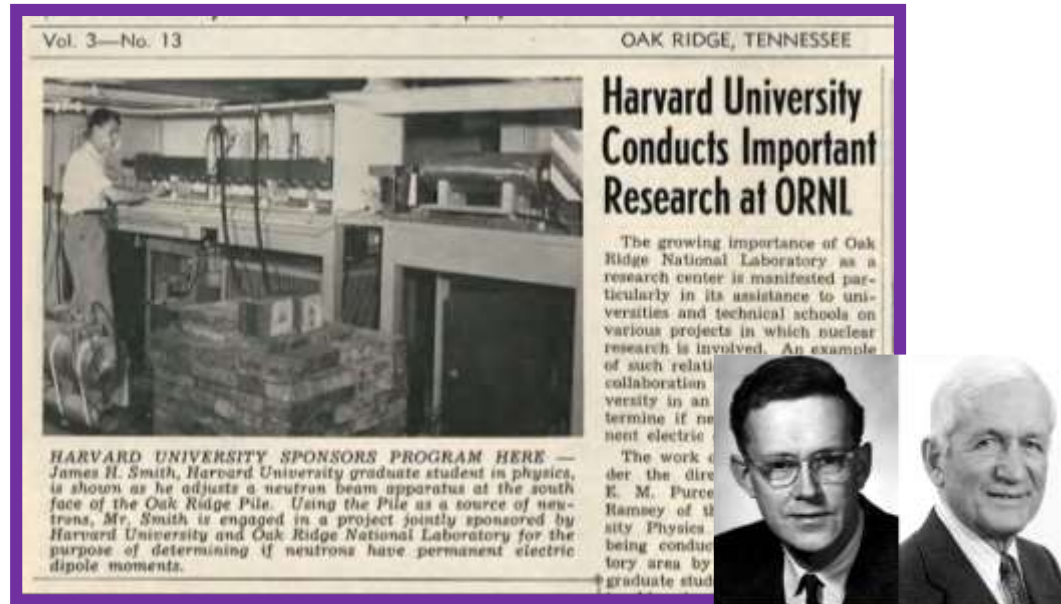 Vol. 3—No. 13
OAK RIDGE, TENNESSEE
Harvard University
Conducts Important
Research at ORNL
The growing importance of Oak
Ridge National Laboratory as a
research center is manifested par-
ticularly in its assistance to uni-
versities and technical schools on
various projects in which nuclear
research is involved. An example
of such
collaboration
versity in an
termine if
nent electric
The work
der the
E. M.
Ramsey of
sity Physics
being
tory area by
graduate
HARVARD UNIVERSITY SPONSORS PROGRAM HERE —
James H. Smith, Harvard University graduate student in physics,
is shown as he adjusts a neutron beam apparatus at the south
face of the Oak Ridge Pile. Using the Pile as a source of neu-
trons, Mr. Smith is engaged in a project jointly sponsored by
Harvard University and Oak Ridge National Laboratory for the
purpose of determining if neutrons have permanent electric
dipole moments.